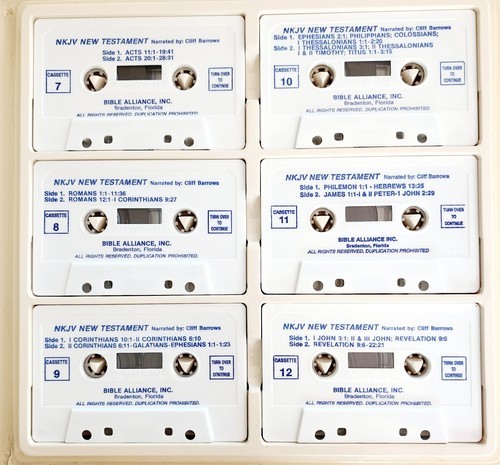 NKJV NEW TESTAMENT Narrated by: Cliff Barrows
Side 1. ACTS 11:1-19:41
Side 2. ACTS 20:1-28:31
CASSETTE
7
TURN OVER
TO
CONTINUE
BIBLE ALLIANCE, INC.
Bradenton, Florida
ALL RIGHTS RESERVED. DUPLICATION PROHIBITED.
NKJV NEW TESTAMENT Narrated by: Cliff Barrows
Side 1. ROMANS 1:1-11:36
Side 2. ROMANS 12:1-I CORINTHIANS 9:27
CASSETTE
8
TURN OVER
TO
CONTINUE
BIBLE ALLIANCE, INC.
Bradenton, Florida
ALL RIGHTS RESERVED. DUPLICATION PROHIBITED.
NKJV NEW TESTAMENT Narrated by: Cliff Barrows
Side 1. I CORINTHIANS 10:1-II CORINTHIANS 6:10
Side 2. II CORINTHIANS 6:11-GALATIANS-EPHESIANS 1:1-1:23
CASSETTE
9
TURN OVER
TO
CONTINUE
BIBLE ALLIANCE, INC.
Bradenton, Florida
ALL RIGHTS RESERVED. DUPLICATION PROHIBITED.
NKJV NEW TESTAMENT Narrated by: Cliff Barrows
Side 1. EPHESIANS 2:1; PHILIPPIANS; COLOSSIANS;
I THESSALONIANS 1:1-2:20
Side 2. I THESSALONIANS 3:1; II THESSALONIANS
I & II TIMOTHY; TITUS 1:1-3:15
CASSETTE
10
TURN OVER
TO
CONTINUE
BIBLE ALLIANCE, INC.
Bradenton, Florida
ALL RIGHTS RESERVED. DUPLICATION PROHIBITED.
NKJV NEW TESTAMENT Narrated by: Cliff Barrows
Side 1. PHILEMON 1:1 - HEBREWS 13:25
Side 2. JAMES 1:1-I & II PETER-1 JOHN 2:29
CASSETTE
11
TURN OVER
TO
CONTINUE
BIBLE ALLIANCE, INC.
Bradenton, Florida
ALL RIGHTS RESERVED. DUPLICATION PROHIBITED.
NKJV NEW TESTAMENT Narrated by: Cliff Barrows
Side 1. I JOHN 3:1; II & III JOHN; REVELATION 9:5
Side 2. REVELATION 9:6-22:21
CASSETTE
12
TURN OVER
TO
CONTINUE
BIBLE ALLIANCE, INC.
Bradenton, Florida
ALL RIGHTS RESERVED. DUPLICATION PROHIBITED.